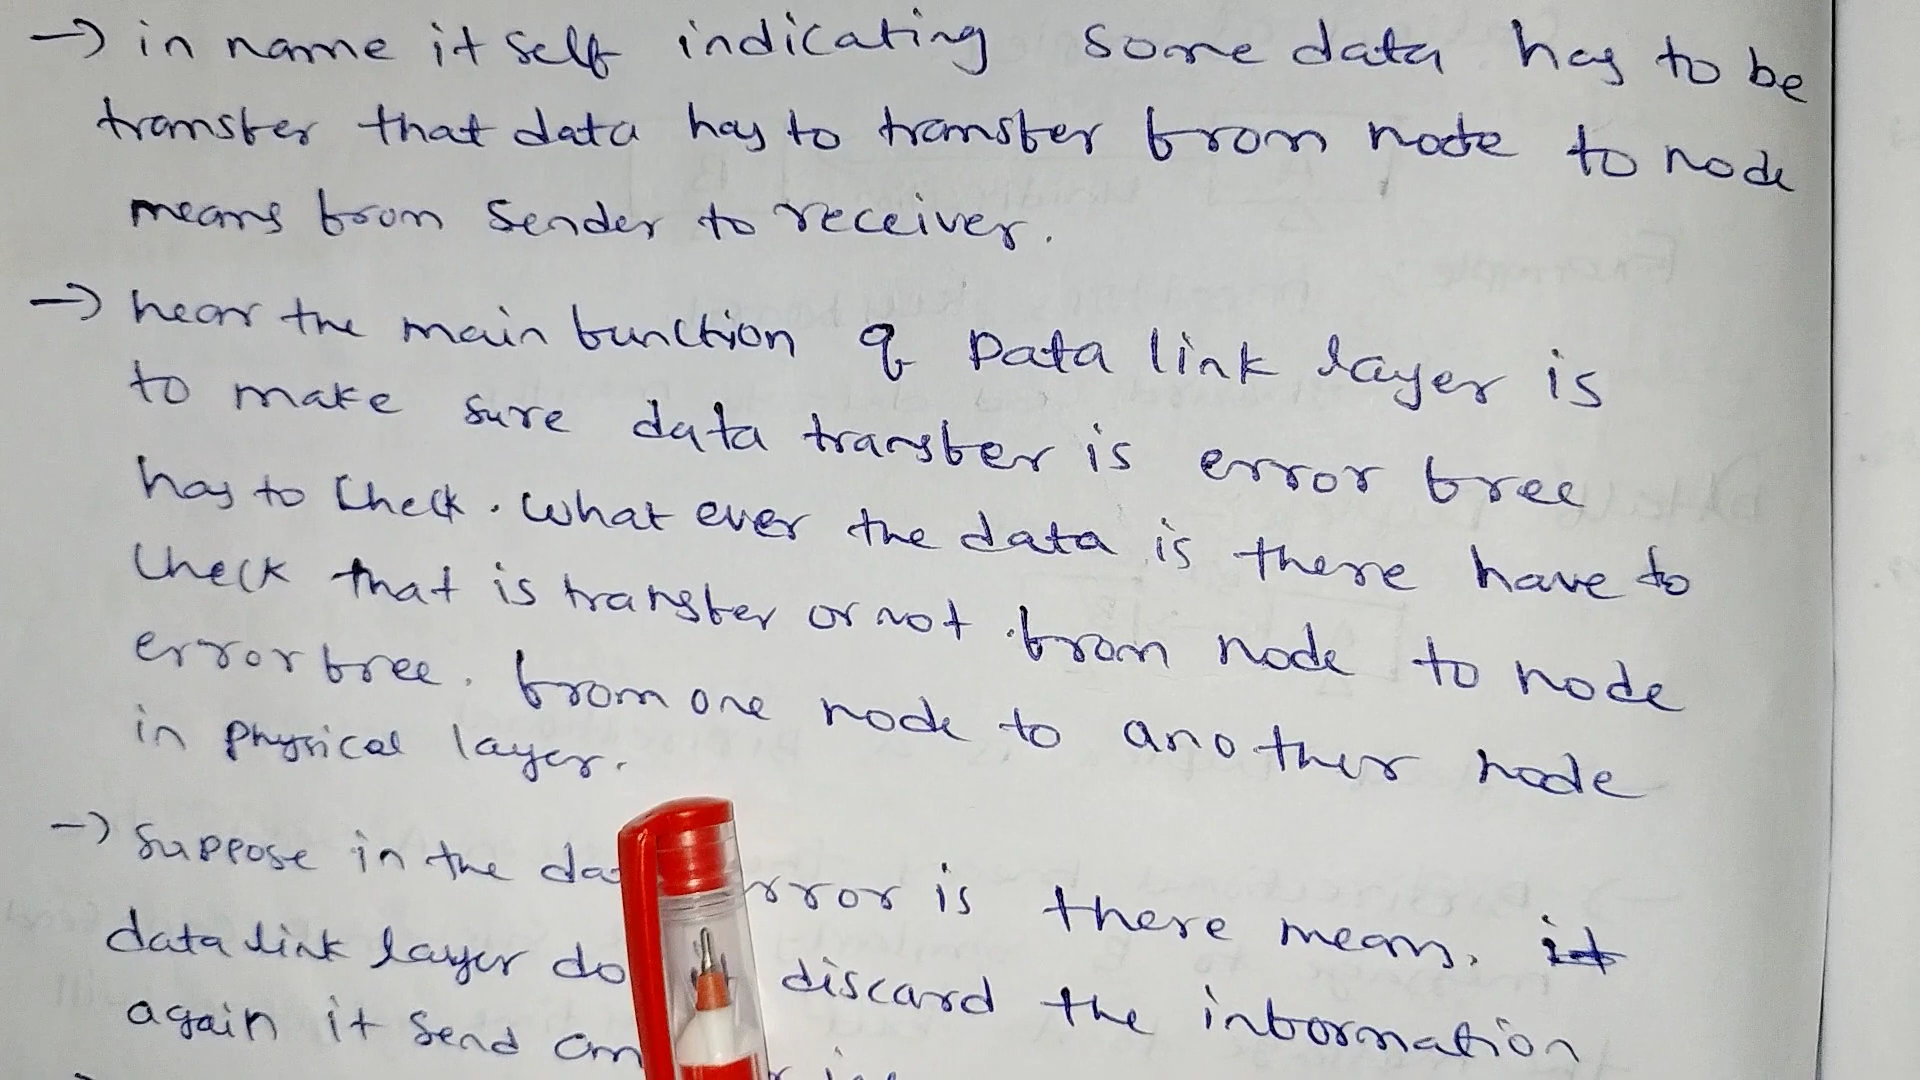 → in name it self indicating some data has to be
transfer that data has to transfer from node to node
means from Sender to receiver.
→ hear the main function of Data link layer is
to make sure data transfer is error free
has to Check. What ever the data is there have to
Check that is transfer or not from node to node
error free. from one node to another node
in physical layer.
→ Suppose in the error is there means, it
data link layer discard the information
again it Send